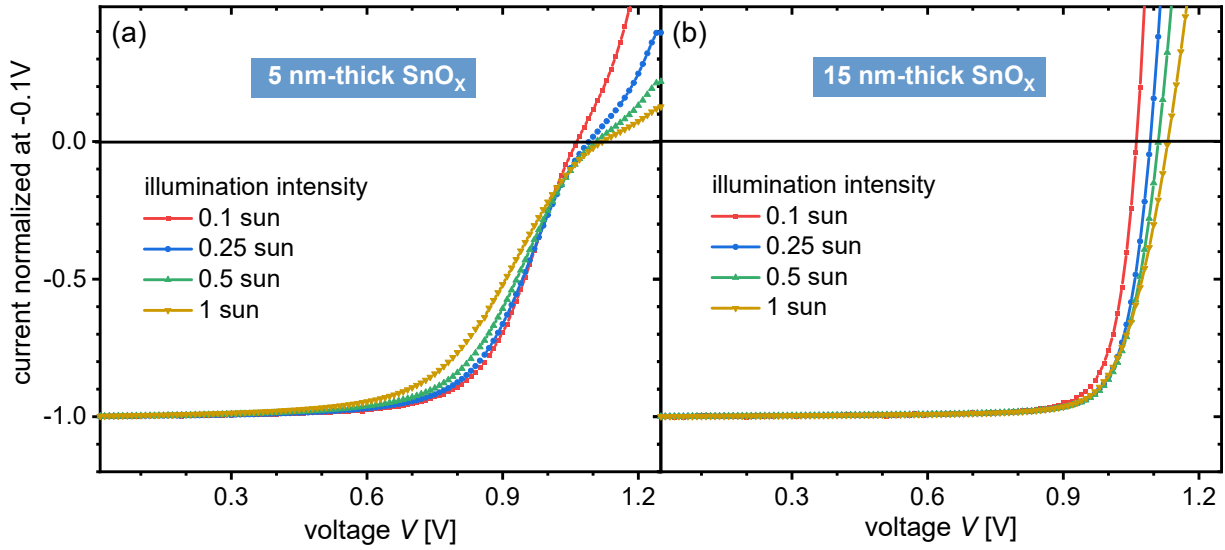 (a)
5 nm-thick SnOX
illumination intensity
0.1 sun
0.25 sun
0.5 sun
1 sun
current normalized at -0.1V
0.0
-0.5
-1.0
0.3
0.6
0.9
1.2
voltage V [V]
(b)
15 nm-thick SnOX
illumination intensity
0.1 sun
0.25 sun
0.5 sun
1 sun
0.3
0.6
0.9
1.2
voltage V [V]